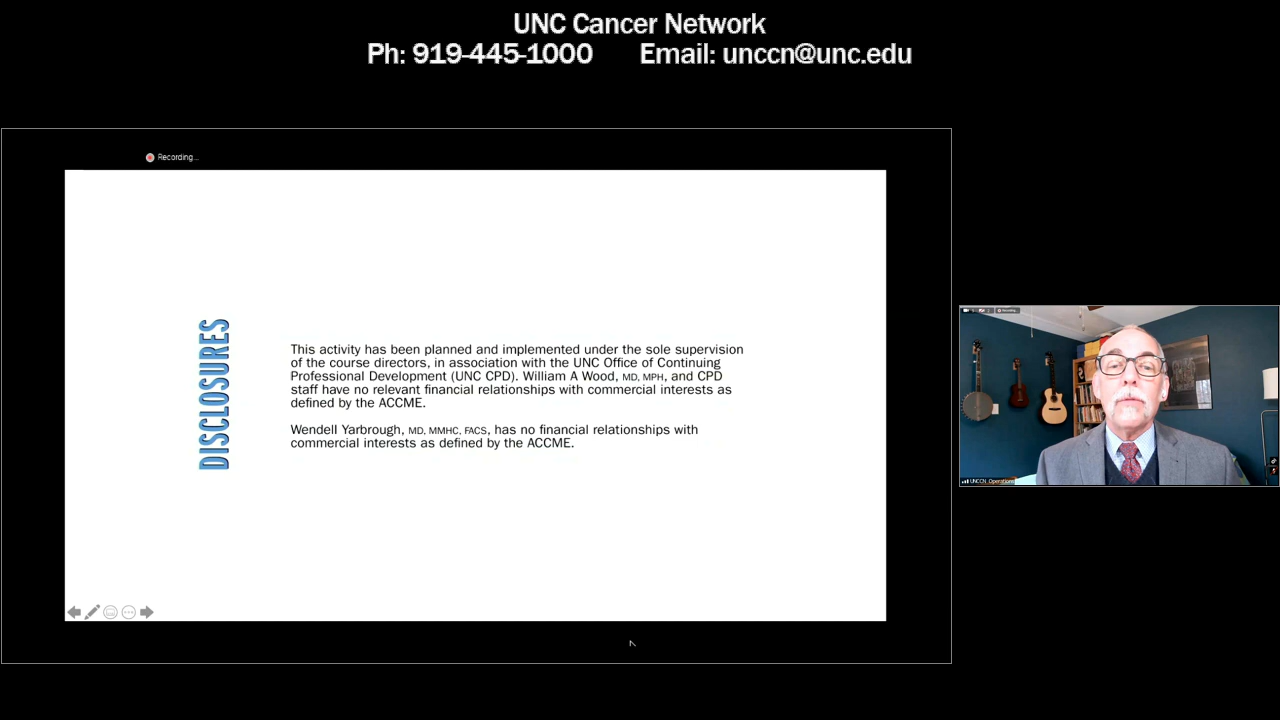 UNC Cancer Network
Ph: 919-445-1000 Email: unccn@unc.edu
Recording...
DISCLOSURES
This activity has been planned and implemented under the sole supervision
of the course directors, in association with the UNC Office of Continuing
Professional Development (UNC CPD). William A Wood, MD, MPH, and CPD
staff have no relevant financial relationships with commercial interests as
defined by the ACCME.
Wendell Yarbrough, MD, MMHC, FACS, has no financial relationships with
commercial interests as defined by the ACCME.
Recording...
UNCCN_Operations